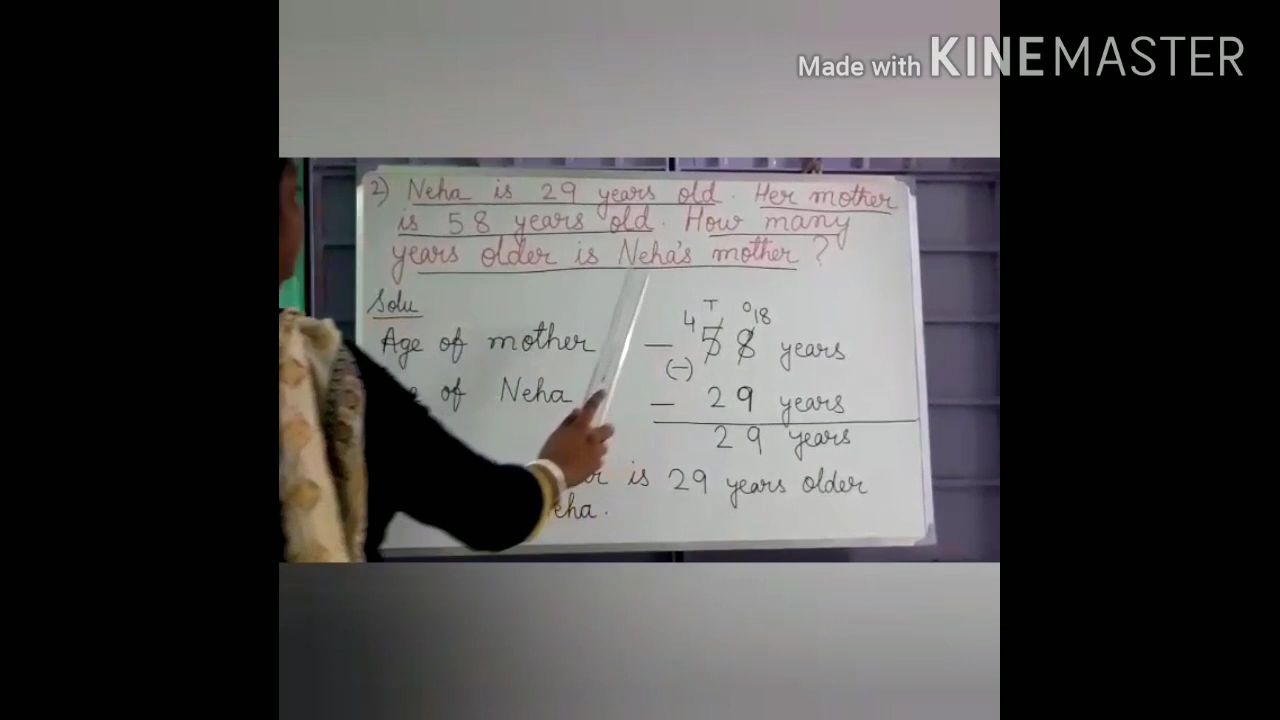 Made with KINEMASTER
2) Neha is 29 years old. Her mother
is 58 years old. How many
years older is Neha's mother ?
Solu
T O
4 18
Age of mother — 58 years
(-)
of Neha — 29 years
29 years
is 29 years older